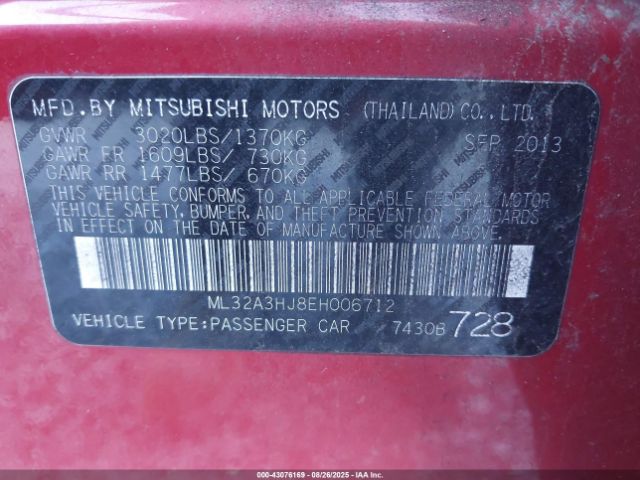 MFD.BY MITSUBISHI MOTORS (THAILAND)CO.,LTD.
GVWR 3020LBS/1370KG SEP 2013
GAWR FR 1609LBS/ 730KG
GAWR RR 1477LBS/ 670KG
THIS VEHICLE CONFORMS TO ALL APPLICABLE FEDERAL MOTOR
VEHICLE SAFETY, BUMPER, AND THEFT PREVENTION STANDARDS
IN EFFECT ON THE DATE OF MANUFACTURE SHOWN ABOVE.
ML32A3HJ8EH006712
VEHICLE TYPE:PASSENGER CAR 7430B 728
000-43076169 - 08/26/2025 - IAAI.COM